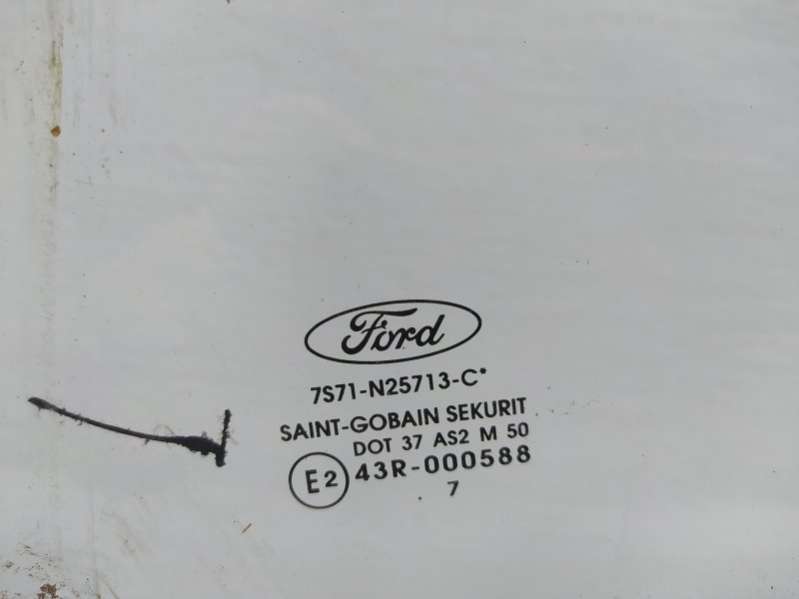 Ford
7S71-N25713-C•
SAINT-GOBAIN SEKURIT
DOT 37 AS2 M 50
E2 43R-000588
. 7